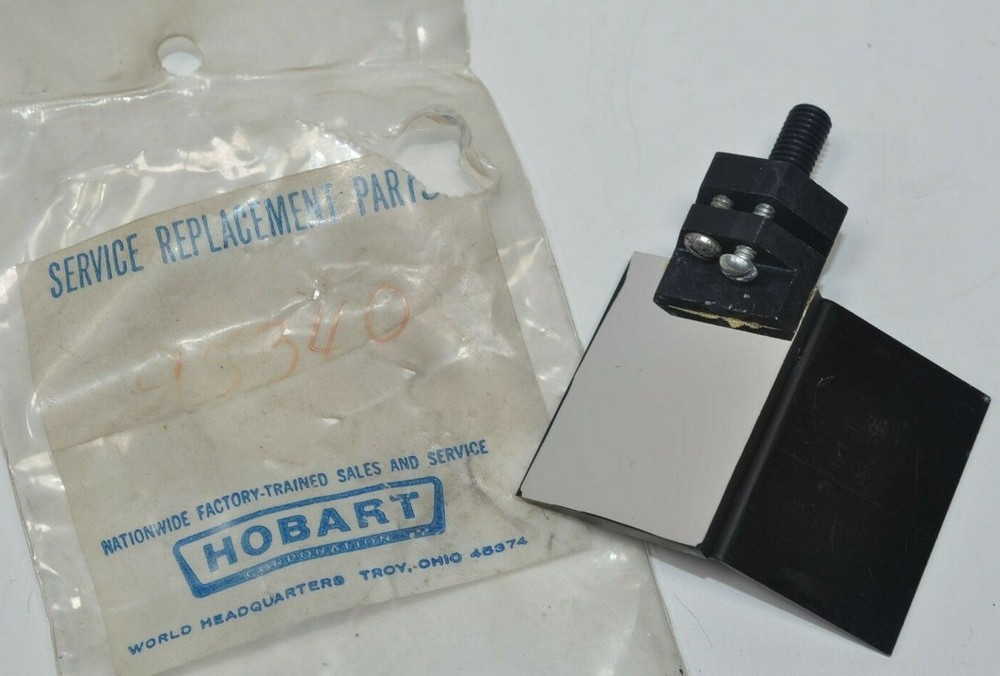 SERVICE REPLACEMENT PARTS
NATIONWIDE FACTORY-TRAINED SALES AND SERVICE
HOBART
CORPORATION
WORLD HEADQUARTERS TROY, OHIO 45374